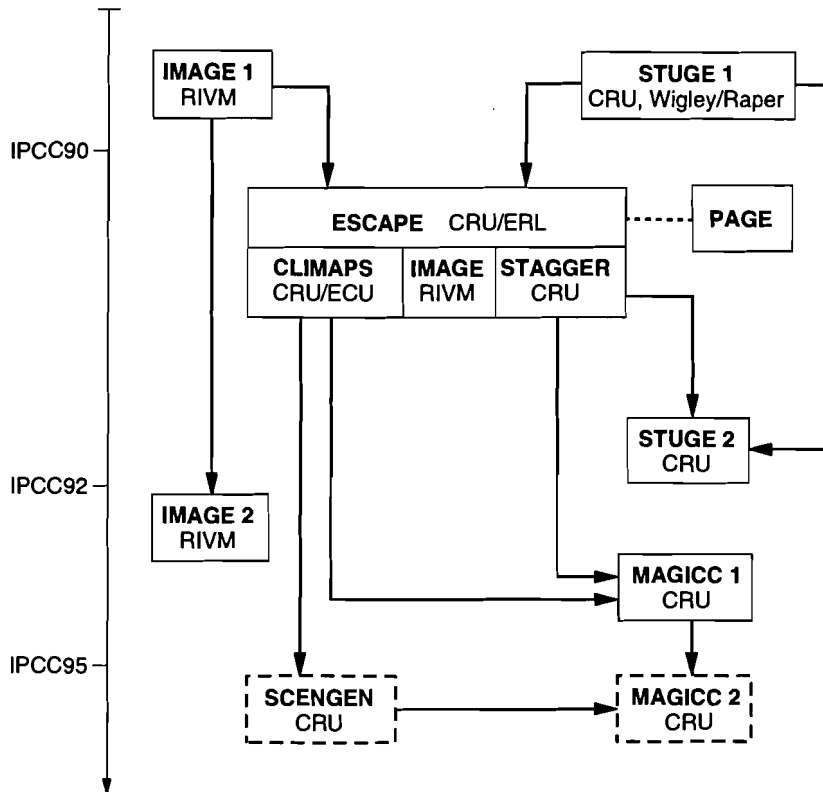 IMAGE 1
RIVM
STUGE 1
CRU, Wigley/Raper
IPCC90
ESCAPE CRU/ERL
PAGE
CLIMAPS
CRU/ECU
IMAGE
RIVM
STAGGER
CRU
STUGE 2
CRU
IPCC92
IMAGE 2
RIVM
MAGICC 1
CRU
IPCC95
SCENGEN
CRU
MAGICC 2
CRU